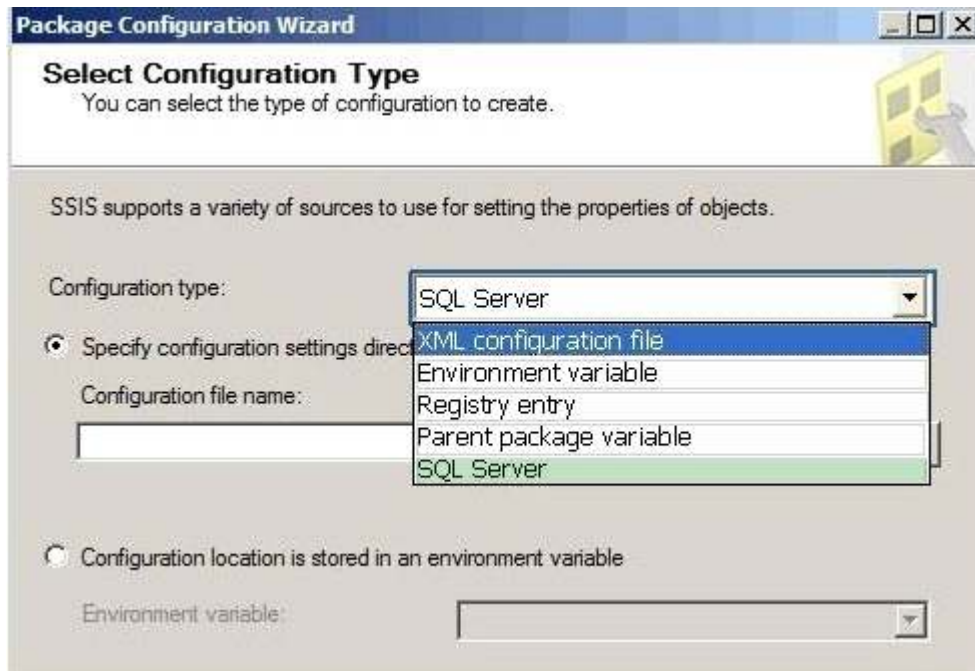 Package Configuration Wizard
Select Configuration Type
You can select the type of configuration to create.
SSIS supports a variety of sources to use for setting the properties of objects.
Configuration type:
SQL Server
XML configuration file
Specify configuration settings direct
Environment variable
Configuration file name:
Registry entry
Parent package variable
SQL Server
Configuration location is stored in an environment variable
Environment variable: